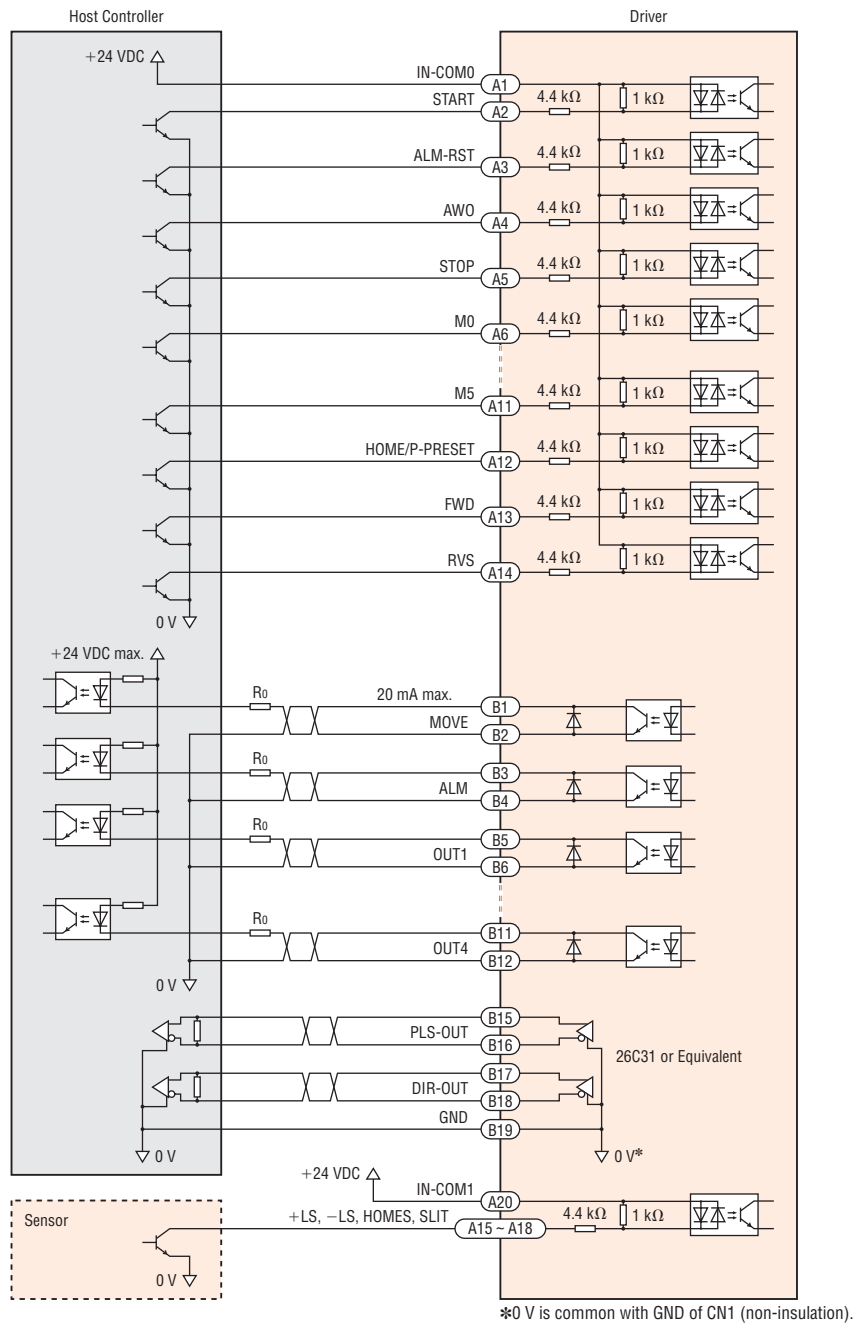 Host Controller
Driver
+24 VDC
IN-COM0
A1
START
A2
4.4 kΩ
1 kΩ
ALM-RST
A3
4.4 kΩ
1 kΩ
AWO
A4
4.4 kΩ
1 kΩ
STOP
A5
4.4 kΩ
1 kΩ
M0
A6
4.4 kΩ
1 kΩ
M5
A11
4.4 kΩ
1 kΩ
HOME/P-PRESET
A12
4.4 kΩ
1 kΩ
FWD
A13
4.4 kΩ
1 kΩ
RVS
A14
4.4 kΩ
1 kΩ
0 V
+24 VDC max.
R0
20 mA max.
B1
MOVE
B2
R0
B3
ALM
B4
R0
B5
OUT1
B6
R0
B11
OUT4
B12
0 V
B15
PLS-OUT
B16
26C31 or Equivalent
B17
DIR-OUT
B18
GND
B19
0 V
0 V*
+24 VDC
IN-COM1
A20
Sensor
+LS, −LS, HOMES, SLIT
A15 ~ A18
4.4 kΩ
1 kΩ
0 V
*0 V is common with GND of CN1 (non-insulation).